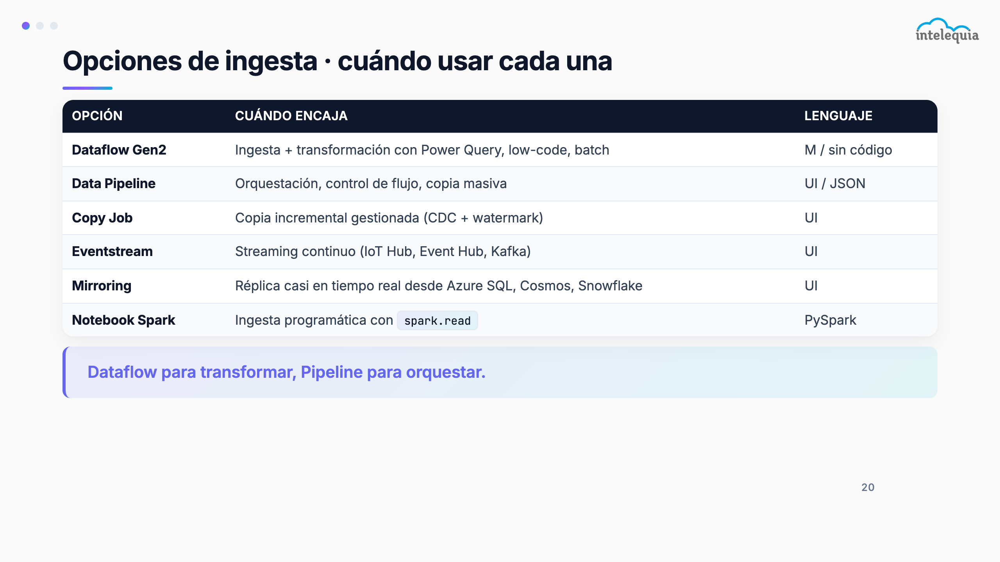 intelequia
Opciones de ingesta · cuándo usar cada una
OPCIÓN CUÁNDO ENCAJA LENGUAJE
Dataflow Gen2 Ingesta + transformación con Power Query, low-code, batch M / sin código
Data Pipeline Orquestación, control de flujo, copia masiva UI / JSON
Copy Job Copia incremental gestionada (CDC + watermark) UI
Eventstream Streaming continuo (IoT Hub, Event Hub, Kafka) UI
Mirroring Réplica casi en tiempo real desde Azure SQL, Cosmos, Snowflake UI
Notebook Spark Ingesta programática con spark.read PySpark
Dataflow para transformar, Pipeline para orquestar.
20